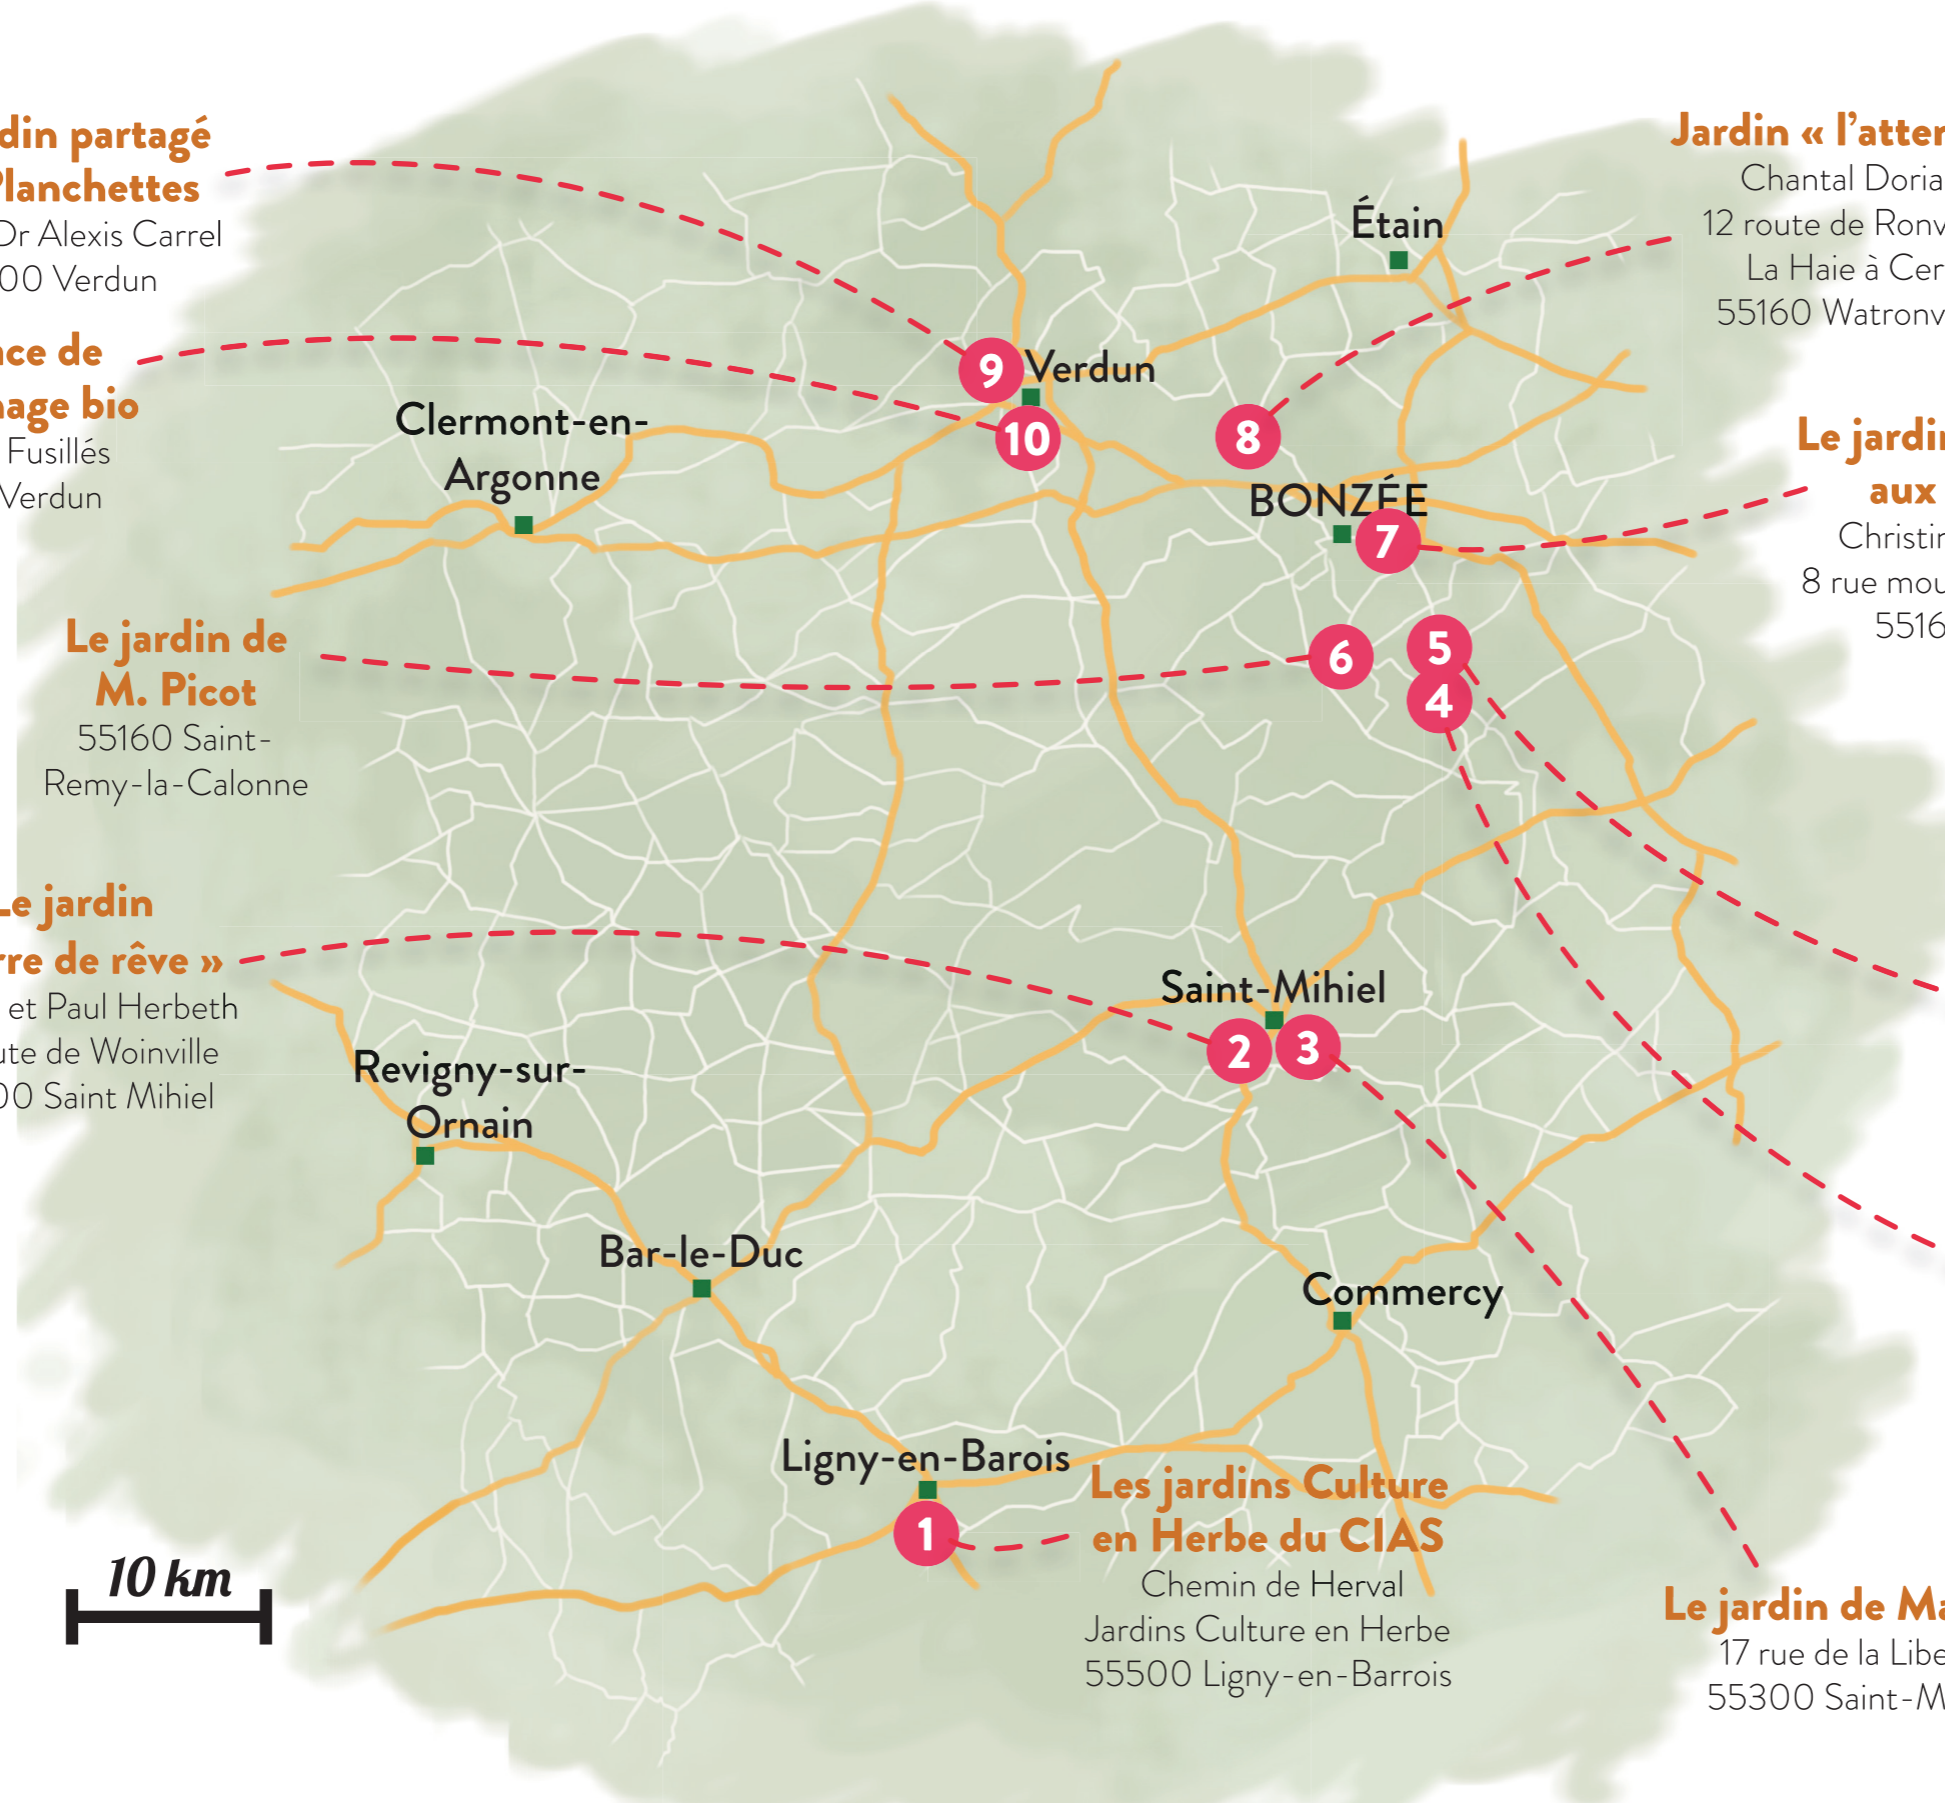 din partagé
Planchettes
Dr Alexis Carrel
00 Verdun
nce de
nage bio
Fusillés
Verdun
Le jardin de
M. Picot
55160 Saint-
Remy-la-Calonne
Le jardin
rre de rêve »
et Paul Herbeth
ute de Woinville
00 Saint Mihiel
Jardin « l’atter
Chantal Doria
12 route de Ronv
La Haie à Cer
55160 Watronv
Le jardin
aux
Christin
8 rue mou
5516
Étain
9 Verdun
10
8
Clermont-en-
Argonne
BONZÉE
7
6
5
4
Saint-Mihiel
2 3
Revigny-sur-
Ornain
Bar-le-Duc
Commercy
Ligny-en-Barois
1
Les jardins Culture
en Herbe du CIAS
Chemin de Herval
Jardins Culture en Herbe
55500 Ligny-en-Barrois
10 km
Le jardin de Ma
17 rue de la Libe
55300 Saint-M